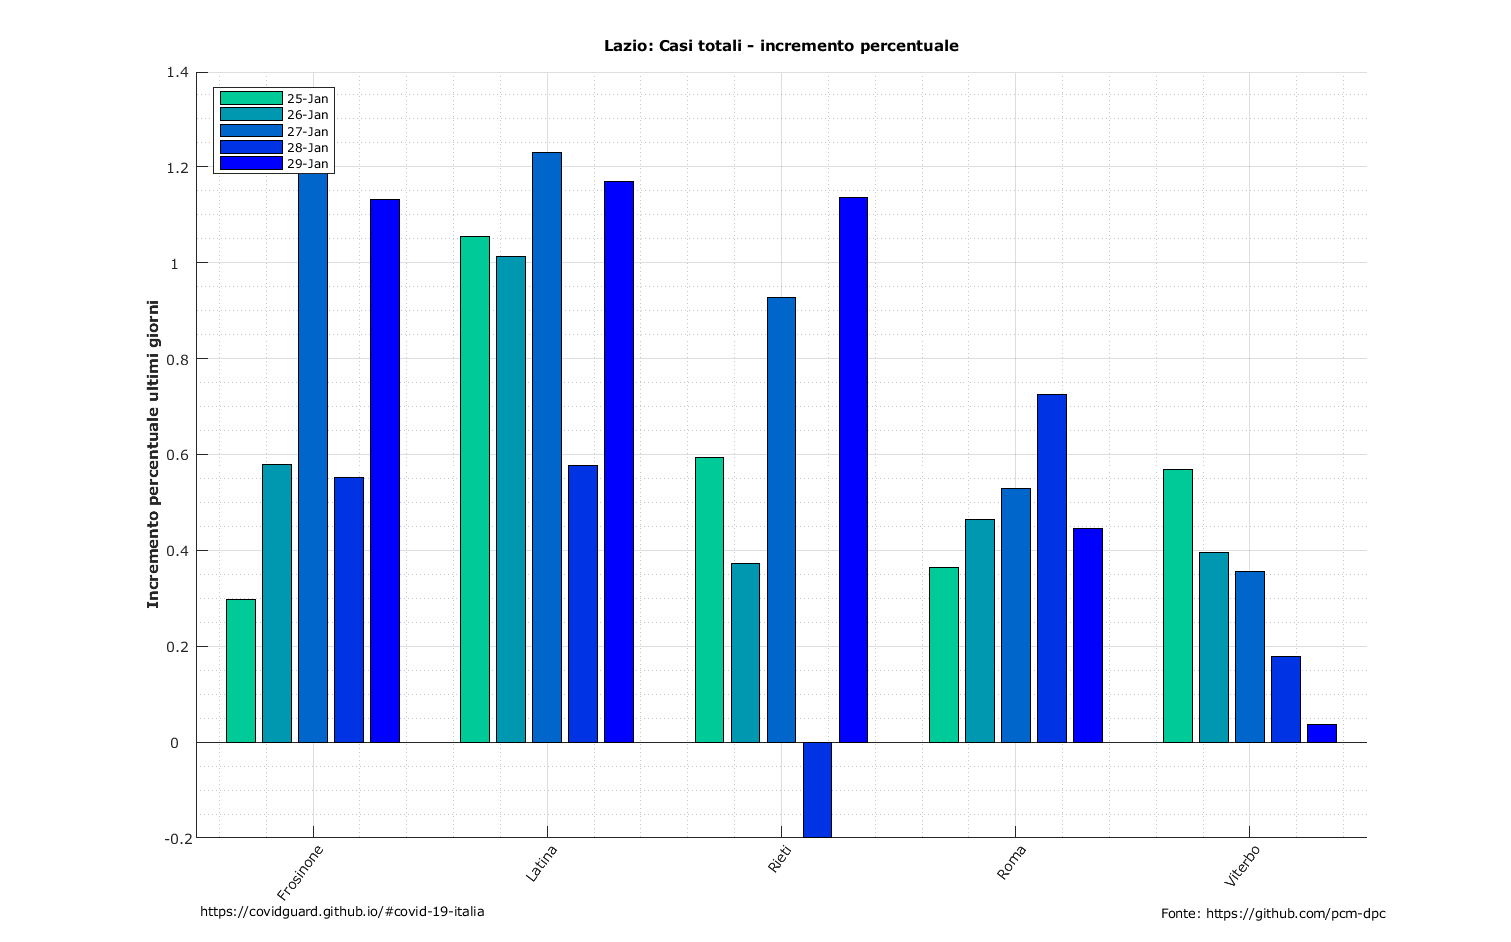 Lazio: Casi totali - incremento percentuale
1.4
1.2
1
0.8
0.6
0.4
0.2
0
-0.2
Incremento percentuale ultimi giorni
25-Jan
26-Jan
27-Jan
28-Jan
29-Jan
Frosinone
Latina
Rieti
Roma
Viterbo
https://covidguard.github.io/#covid-19-italia
Fonte: https://github.com/pcm-dpc